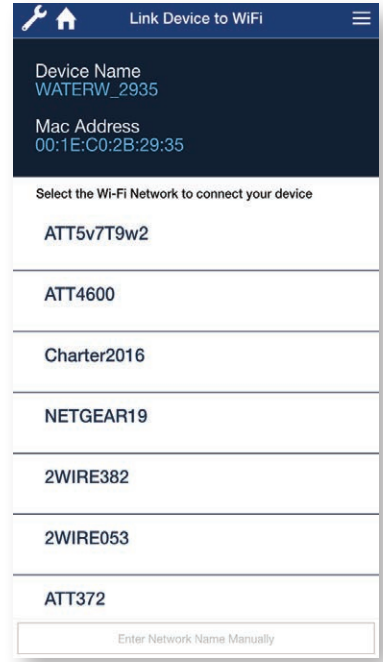 Link Device to WiFi
Device Name
WATERW_2935
Mac Address
00:1E:C0:2B:29:35
Select the Wi-Fi Network to connect your device
ATT5v7T9w2
ATT4600
Charter2016
NETGEAR19
2WIRE382
2WIRE053
ATT372
Enter Network Name Manually